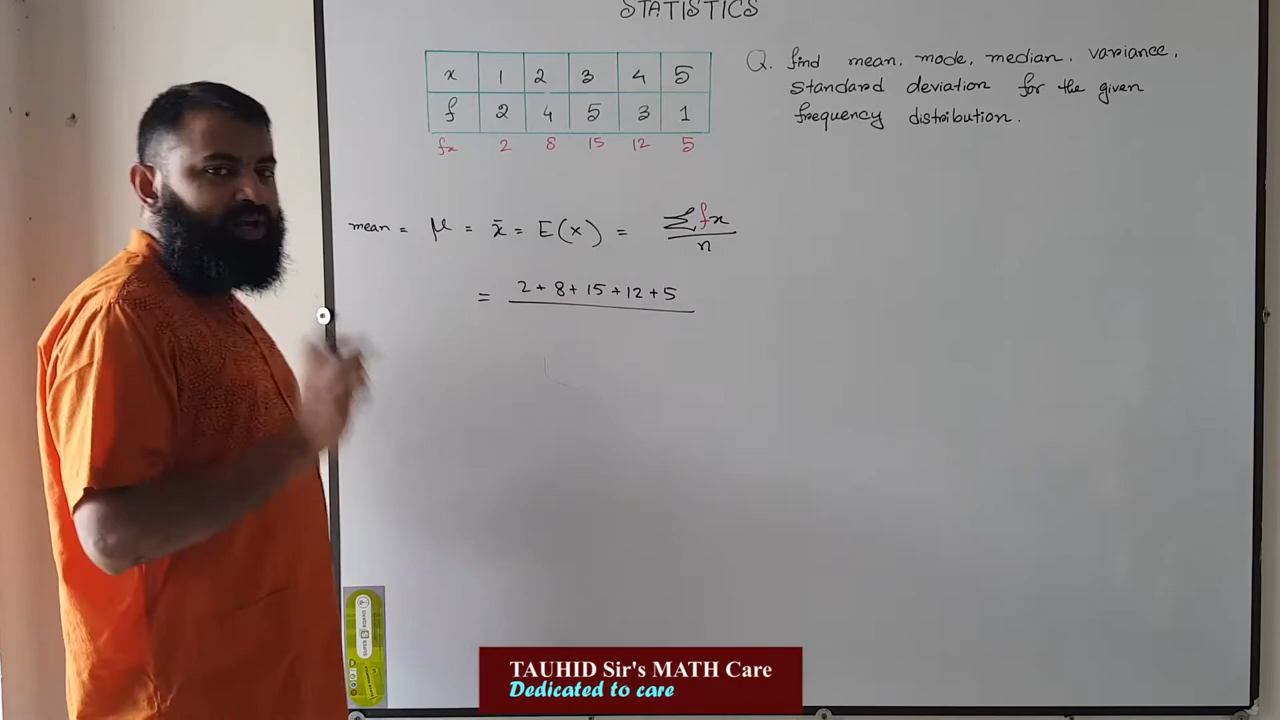 STATISTICS
x 1 2 3 4 5
f 2 4 5 3 1
fx 2 8 15 12 5
Q. find mean, mode, median, variance,
standard deviation for the given
frequency distribution.
mean = μ = x̄ = E(x) = Σfx / n
= 2 + 8 + 15 + 12 + 5
TAUHID Sir's MATH Care
Dedicated to care